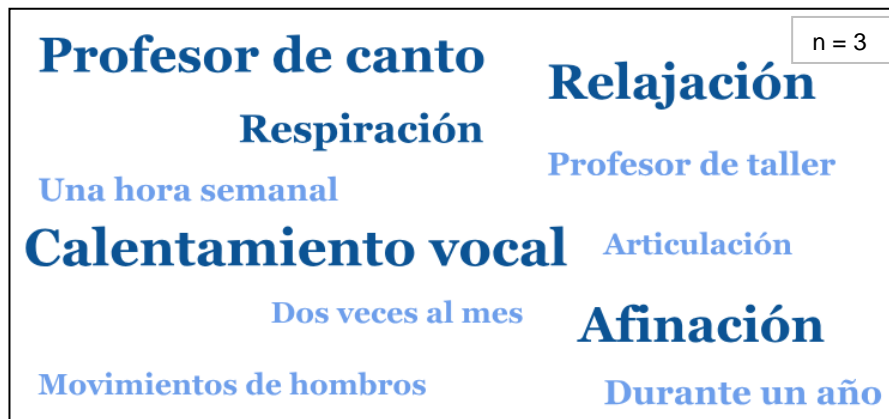 n = 3
Profesor de canto
Relajación
Respiración
Profesor de taller
Una hora semanal
Calentamiento vocal
Articulación
Dos veces al mes
Afinación
Movimientos de hombros
Durante un año